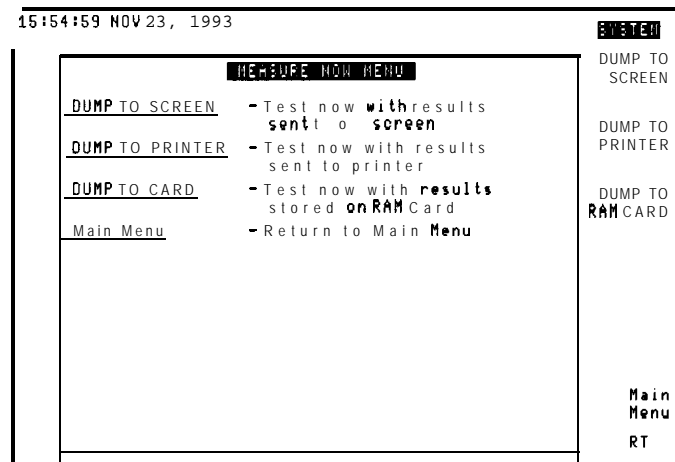 15:54:59 NOV 23, 1993
SYSTEM
MEASURE NOW MENU
DUMP TO SCREEN - Test now with results
sent t o screen
DUMP TO PRINTER - Test now with results
sent to printer
DUMP TO CARD - Test now with results
stored on RAM Card
Main Menu - Return to Main Menu
DUMP TO
SCREEN
DUMP TO
PRINTER
DUMP TO
RAM CARD
Main
Menu
RT